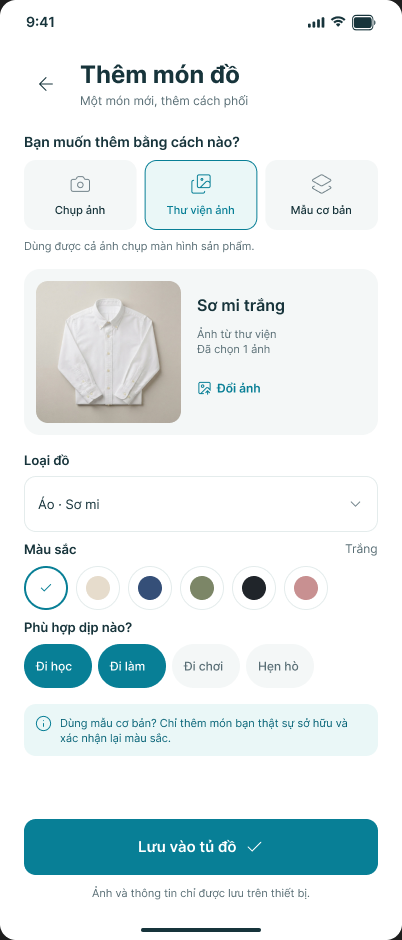 9:41
Thêm món đồ
Một món mới, thêm cách phối
Bạn muốn thêm bằng cách nào?
Chụp ảnh
Thư viện ảnh
Mẫu cơ bản
Dùng được cả ảnh chụp màn hình sản phẩm.
Sơ mi trắng
Ảnh từ thư viện
Đã chọn 1 ảnh
Đổi ảnh
Loại đồ
Áo · Sơ mi
Màu sắc
Trắng
Phù hợp dịp nào?
Đi học
Đi làm
Đi chơi
Hẹn hò
Dùng mẫu cơ bản? Chỉ thêm món bạn thật sự sở hữu và
xác nhận lại màu sắc.
Lưu vào tủ đồ
Ảnh và thông tin chỉ được lưu trên thiết bị.